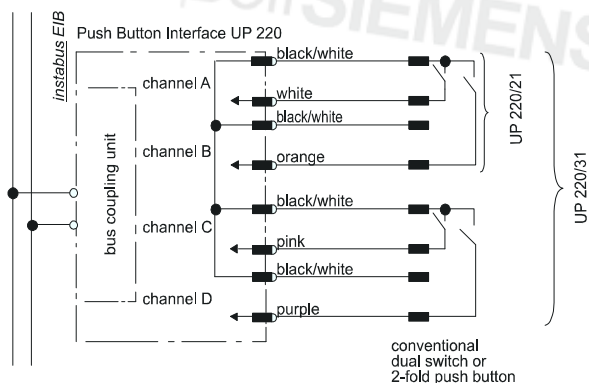 SIEMENS
Push Button Interface UP 220
instabus EIB
bus coupling unit
channel A
black/white
white
channel B
black/white
orange
channel C
black/white
pink
channel D
black/white
purple
UP 220/21
UP 220/31
conventional
dual switch or
2-fold push button